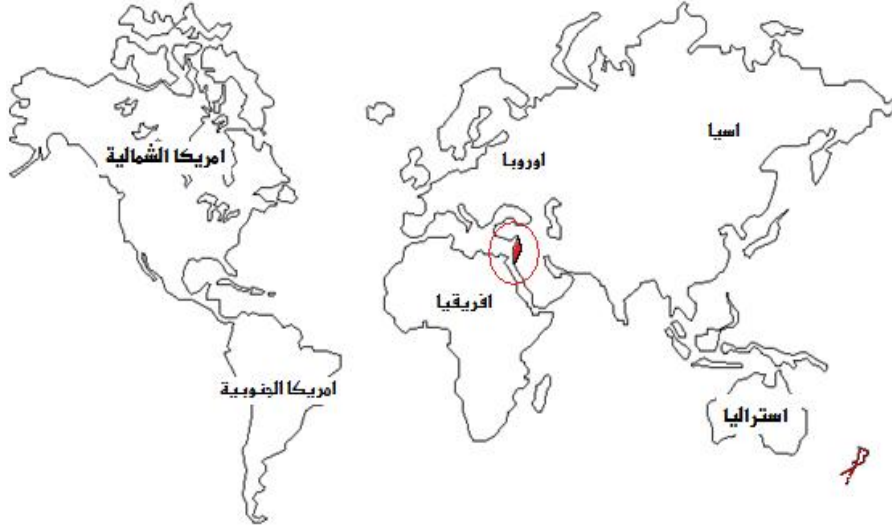 اسيا
امريكا الشمالية
اوروبا
افريقيا
امريكا الجنوبية
استراليا